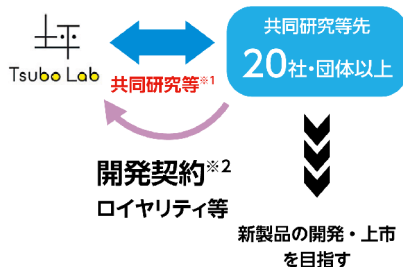 坪
Tsubo Lab
共同研究等※1
共同研究等先
20社・団体以上
開発契約※2
ロイヤリティ等
新製品の開発・上市
を目指す